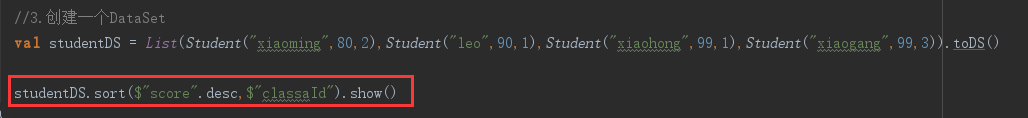 //3.创建一个DataSet
val studentDS = List(Student("xiaoming",80,2),Student("leo",90,1),Student("xiaohong",99,1),Student("xiaogang",99,3)).toDS()
studentDS.sort($"score".desc,$"classaId").show()